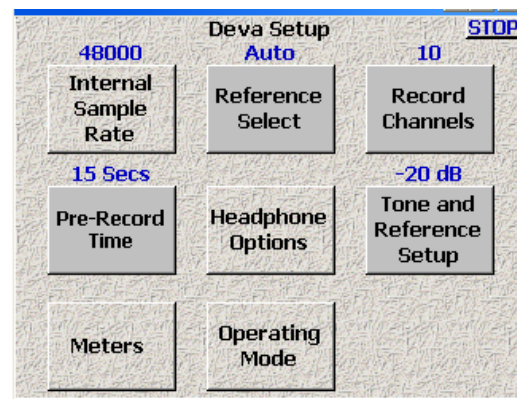 Deva Setup
STOP
48000
Auto
10
Internal
Sample
Rate
Reference
Select
Record
Channels
15 Secs
-20 dB
Pre-Record
Time
Headphone
Options
Tone and
Reference
Setup
Meters
Operating
Mode